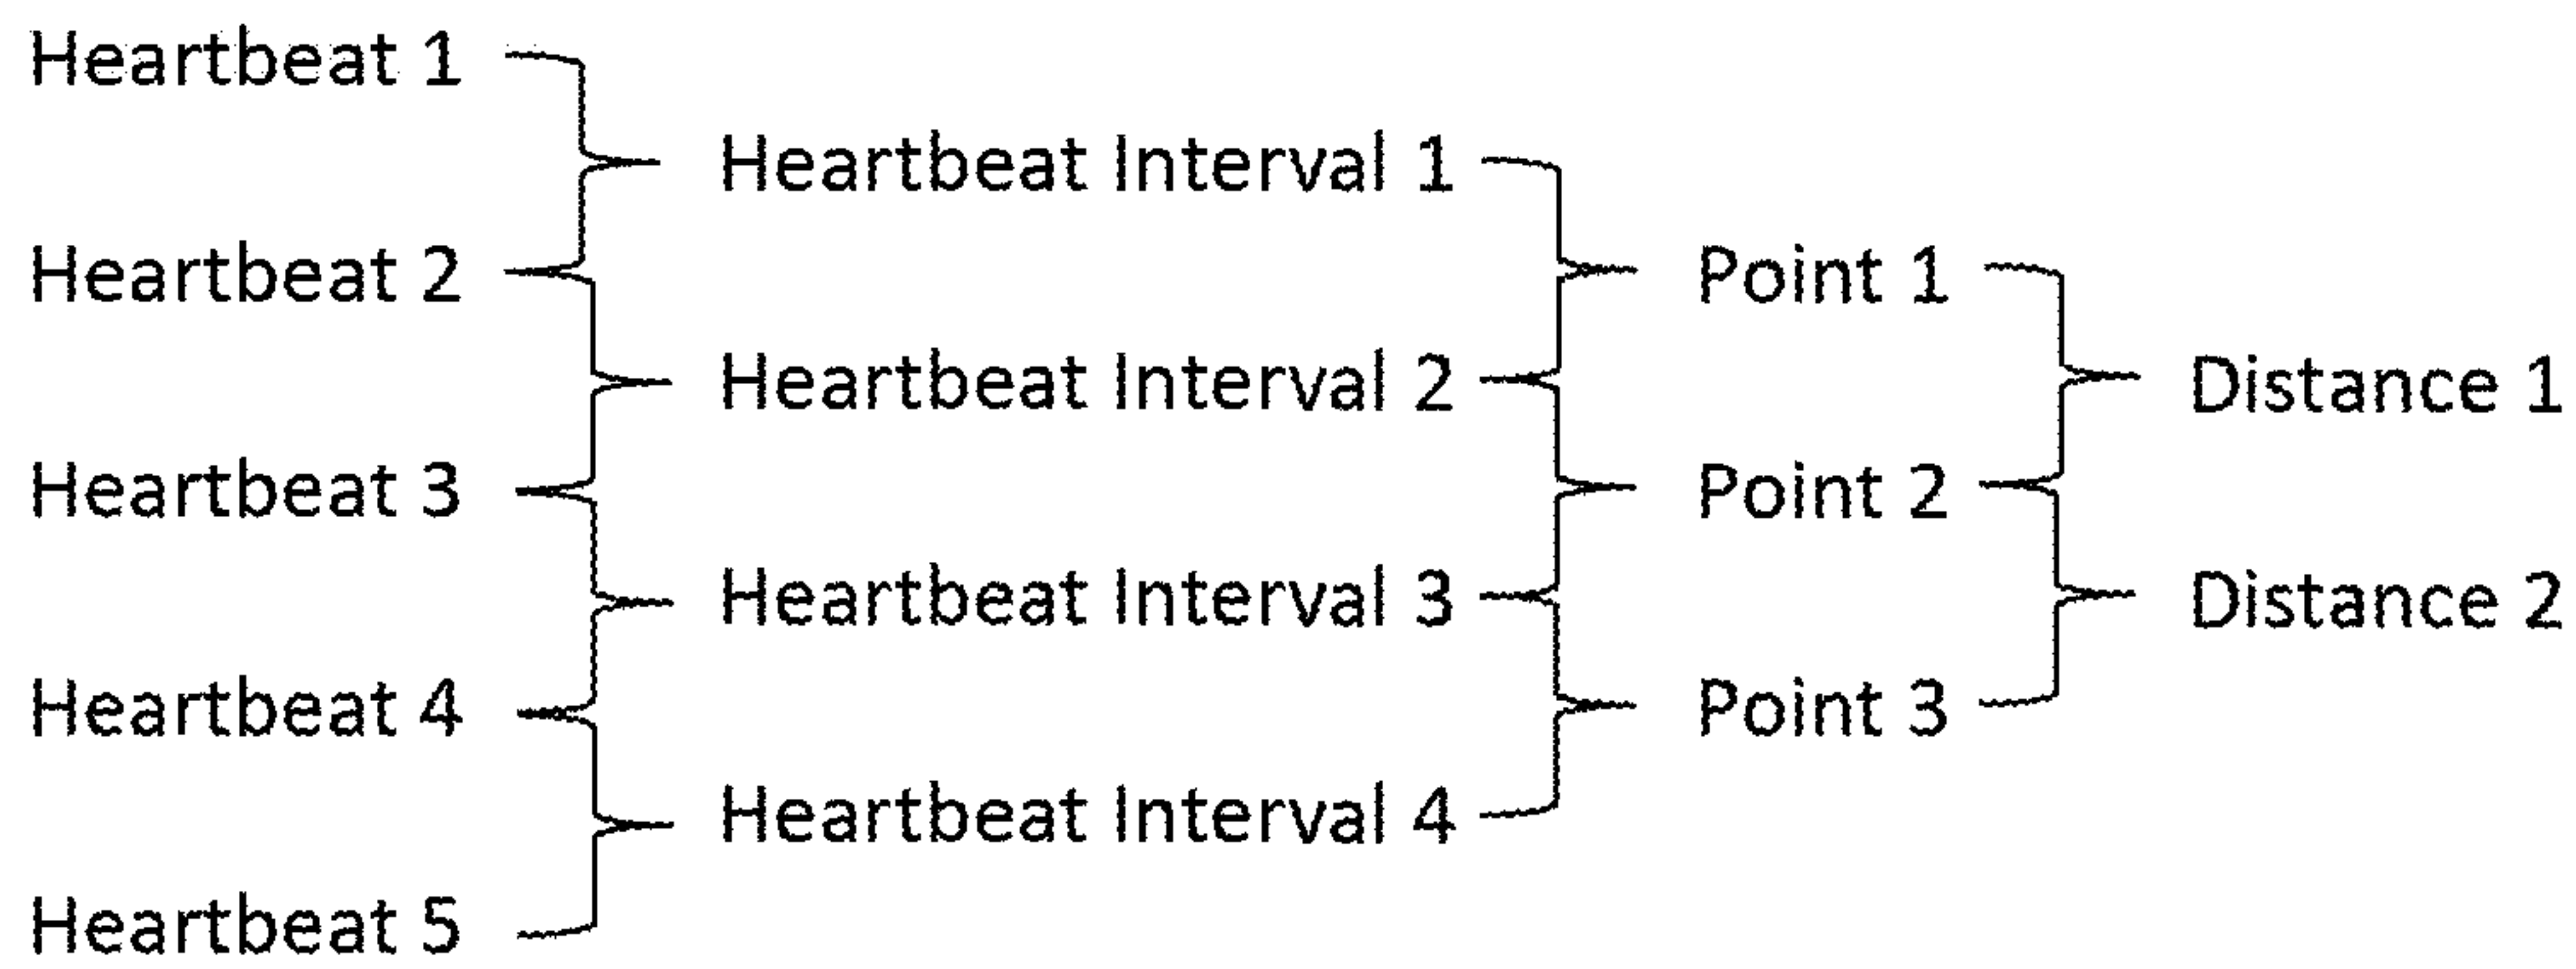 Heartbeat 1
Heartbeat Interval 1
Heartbeat 2
Point 1
Heartbeat Interval 2
Distance 1
Heartbeat 3
Point 2
Heartbeat Interval 3
Distance 2
Heartbeat 4
Point 3
Heartbeat Interval 4
Heartbeat 5